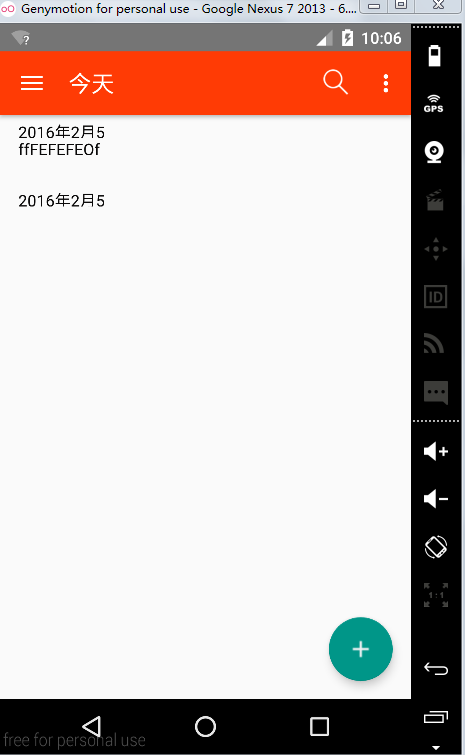 Genymotion for personal use - Google Nexus 7 2013 - 6....
10:06
GPS
今天
2016年2月5
ffFEFEFEOf
2016年2月5
ID
1:1
free for personal use